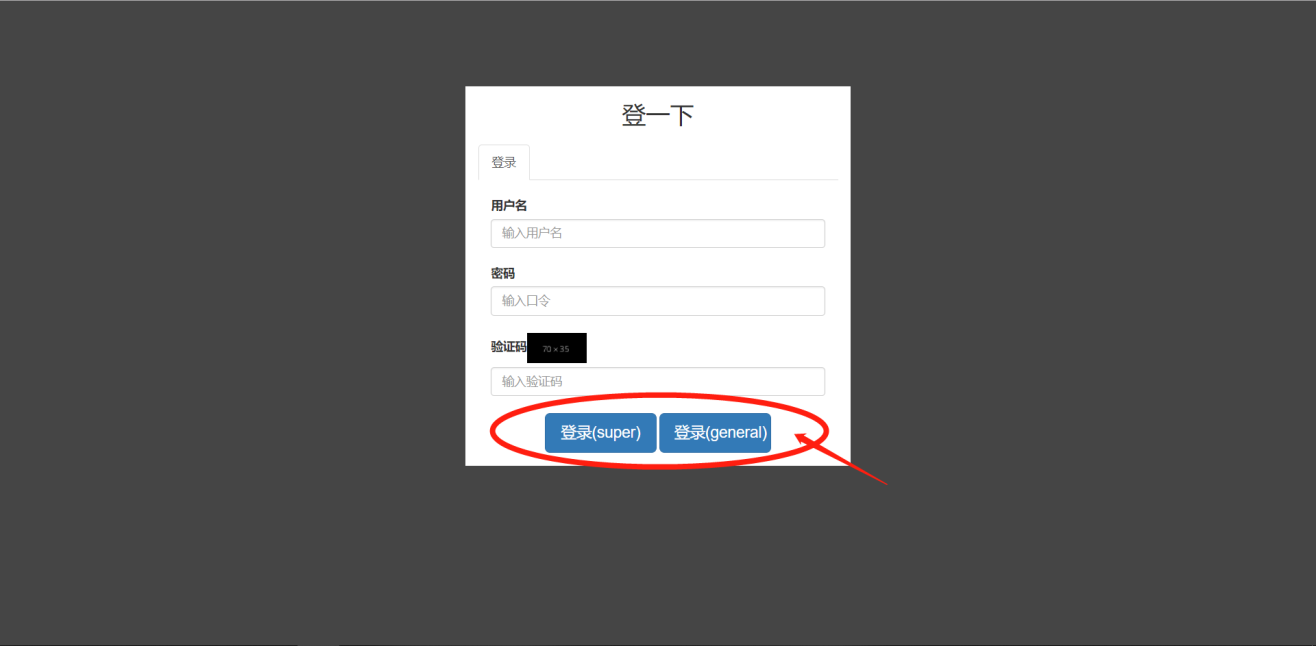 登一下
登录
用户名
输入用户名
密码
输入口令
验证码 70 × 35
输入验证码
登录(super) 登录(general)